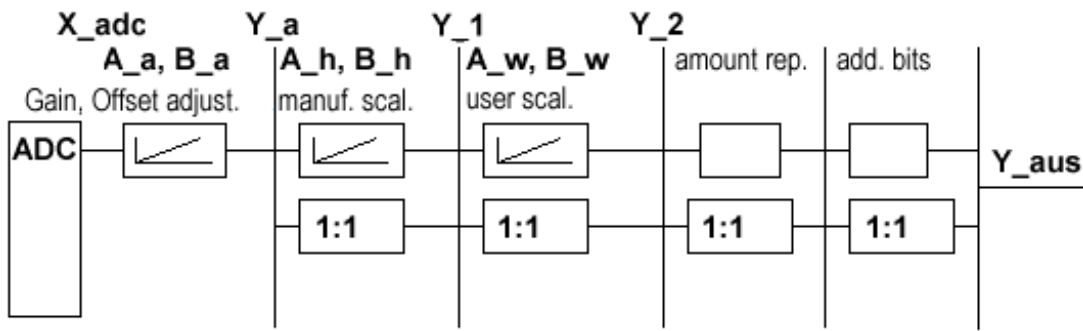 X_adc Y_a Y_1 Y_2
A_a, B_a A_h, B_h A_w, B_w amount rep. add. bits
Gain, Offset adjust. manuf. scal. user scal.
ADC
Y_aus
1:1 1:1 1:1 1:1